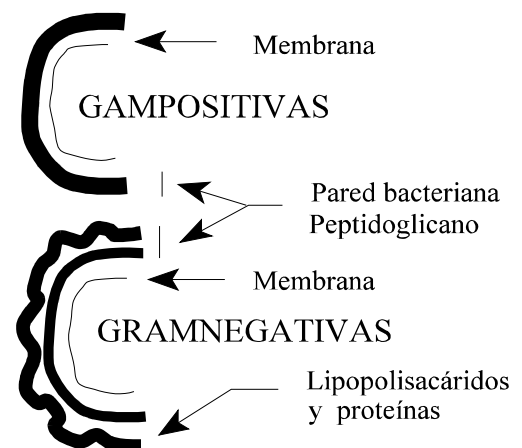 Membrana
GAMPOSITIVAS
Pared bacteriana
Peptidoglicano
Membrana
GRAMNEGATIVAS
Lipopolisacáridos
y proteínas